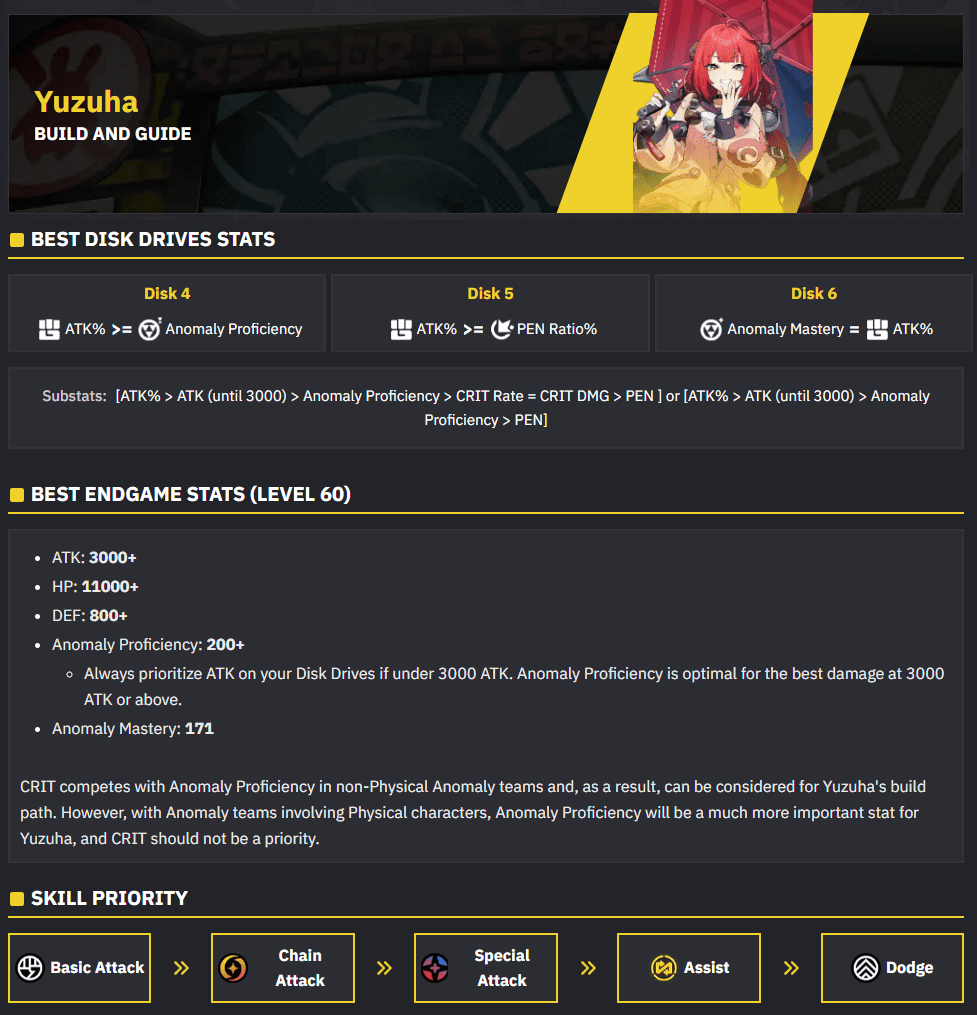 Yuzuha
BUILD AND GUIDE
BEST DISK DRIVES STATS
Disk 4
ATK% >= Anomaly Proficiency
Disk 5
ATK% >= PEN Ratio%
Disk 6
Anomaly Mastery = ATK%
Substats: [ATK% > ATK (until 3000) > Anomaly Proficiency > CRIT Rate = CRIT DMG > PEN ] or [ATK% > ATK (until 3000) > Anomaly
Proficiency > PEN]
BEST ENDGAME STATS (LEVEL 60)
• ATK: 3000+
• HP: 11000+
• DEF: 800+
• Anomaly Proficiency: 200+
◦ Always prioritize ATK on your Disk Drives if under 3000 ATK. Anomaly Proficiency is optimal for the best damage at 3000
ATK or above.
• Anomaly Mastery: 171
CRIT competes with Anomaly Proficiency in non-Physical Anomaly teams and, as a result, can be considered for Yuzuha's build
path. However, with Anomaly teams involving Physical characters, Anomaly Proficiency will be a much more important stat for
Yuzuha, and CRIT should not be a priority.
SKILL PRIORITY
Basic Attack
Chain
Attack
Special
Attack
Assist
Dodge